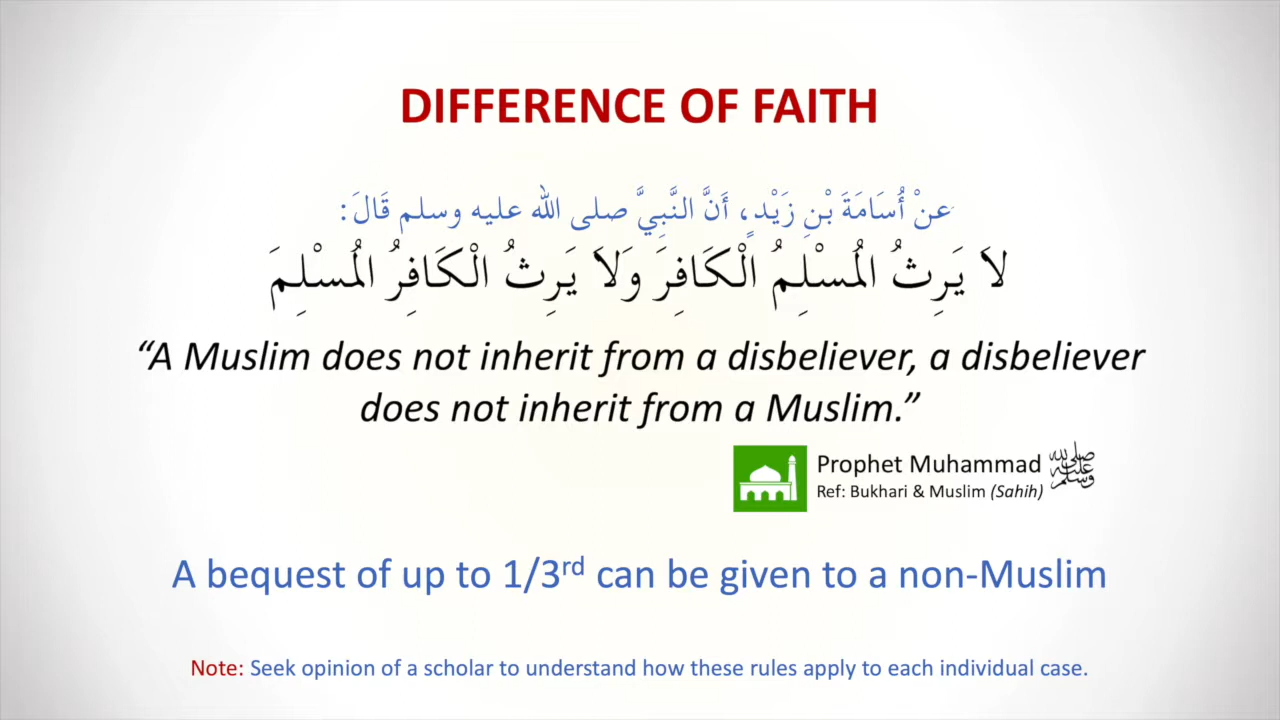 DIFFERENCE OF FAITH
عنْ أُسَامَةَ بْنِ زَيْدٍ، أَنَّ النَّبِيَّ صلى الله عليه وسلم قَالَ:
لاَ يَرِثُ الْمُسْلِمُ الْكَافِرَ وَلاَ يَرِثُ الْكَافِرُ الْمُسْلِمَ
“A Muslim does not inherit from a disbeliever, a disbeliever
does not inherit from a Muslim.”
Prophet Muhammad ﷺ
Ref: Bukhari & Muslim (Sahih)
A bequest of up to 1/3rd can be given to a non-Muslim
Note: Seek opinion of a scholar to understand how these rules apply to each individual case.